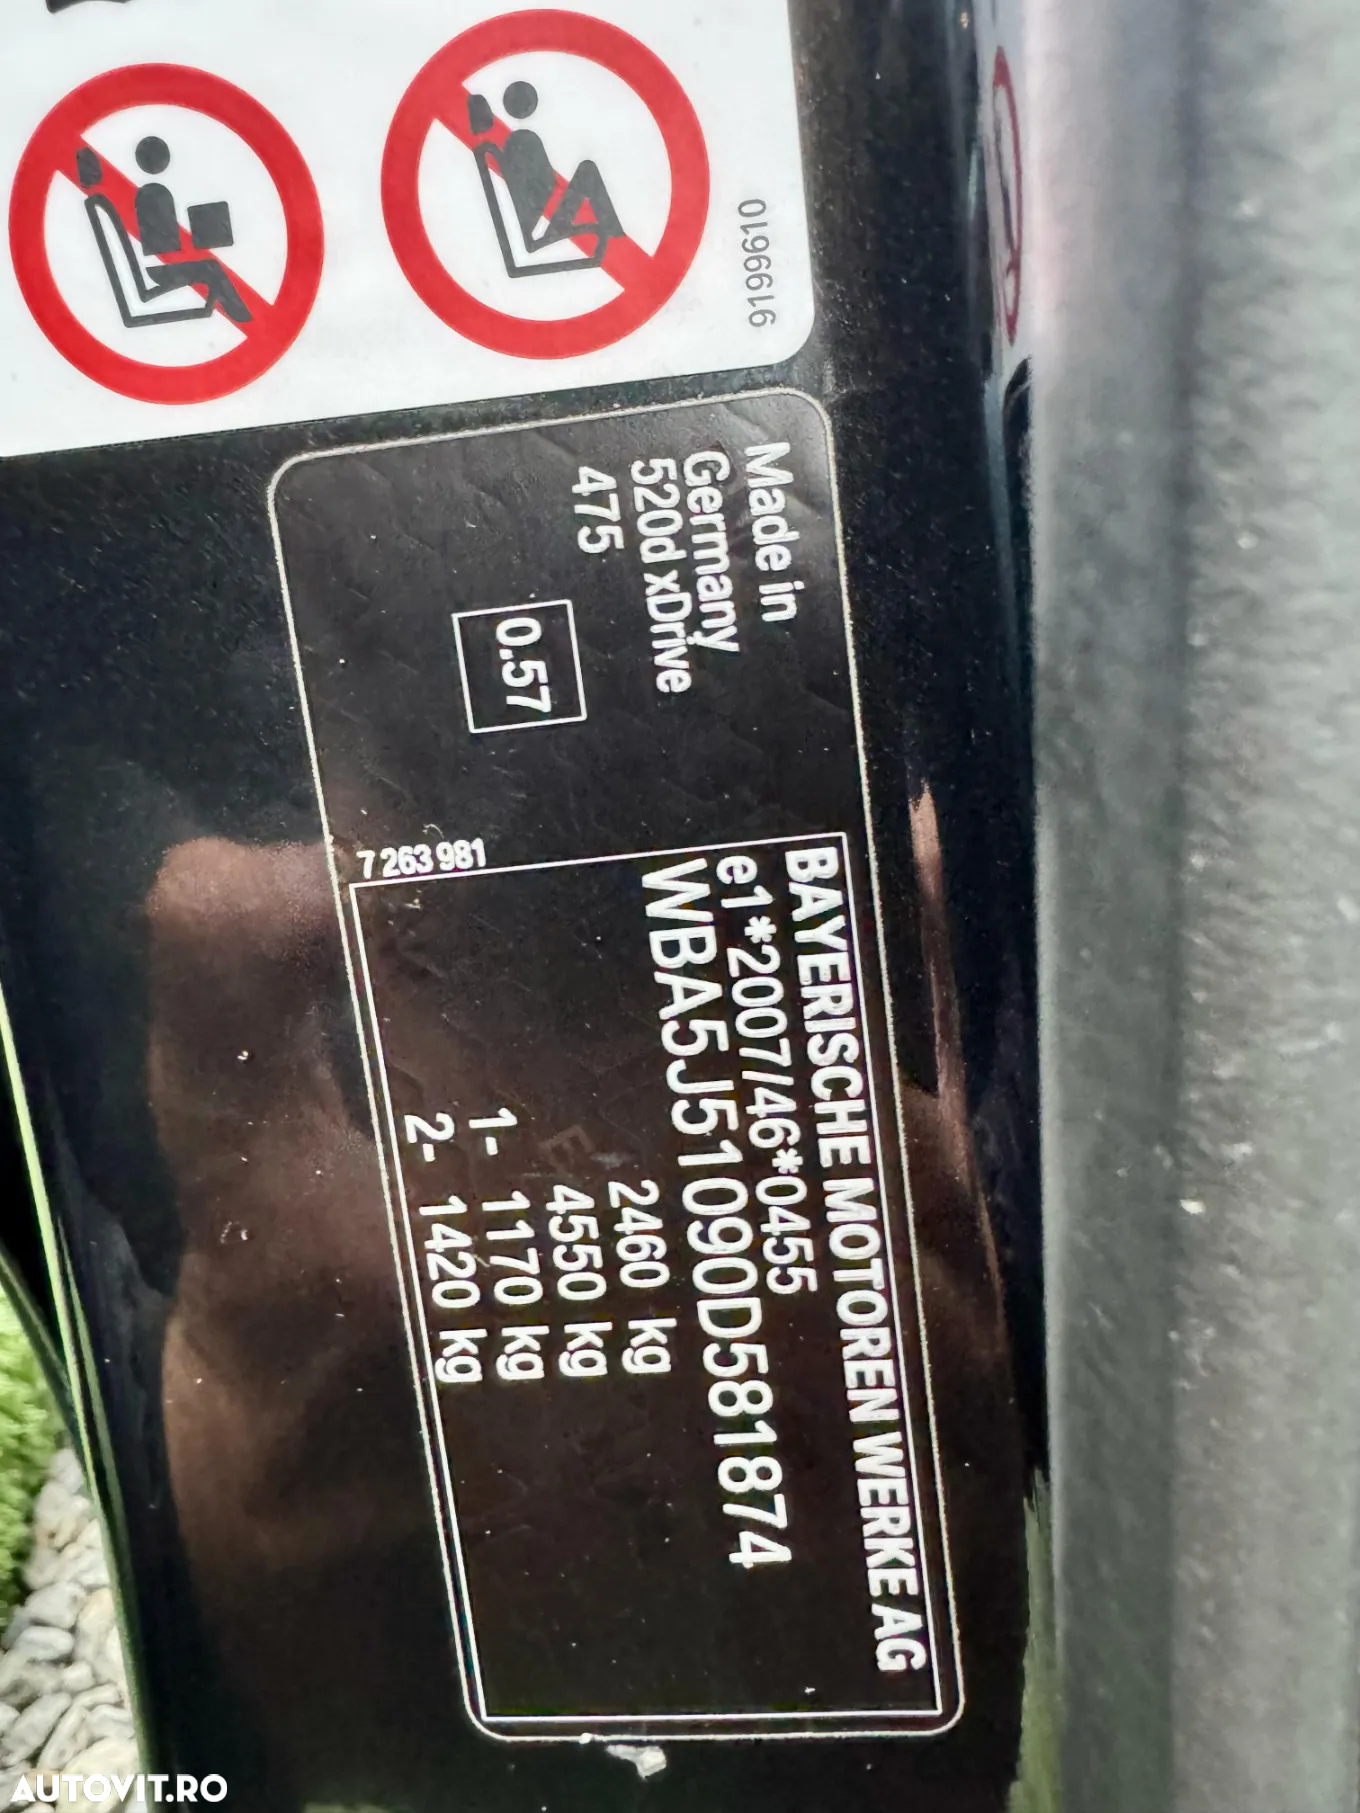 9199610
Made in
Germany
520d xDrive
475
0.57
7 263 981
BAYERISCHE MOTOREN WERKE AG
e1*2007/46*0455
WBA5J51090D581874
2460 kg
4550 kg
1- 1170 kg
2- 1420 kg
AUTOVIT.RO